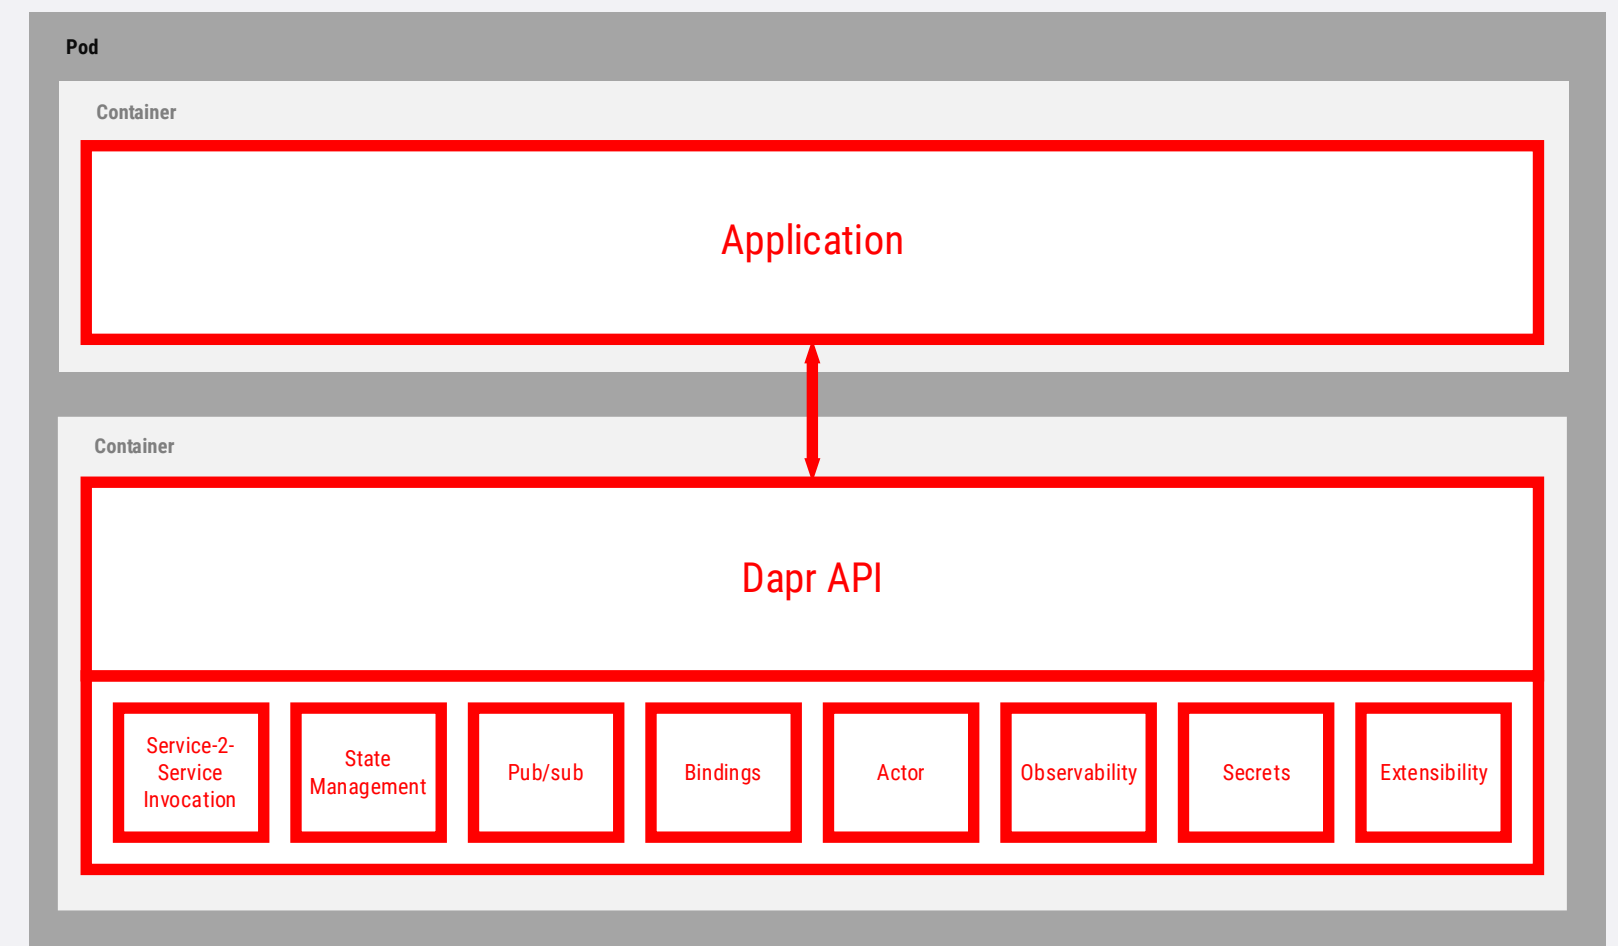 Pod
Container
Application
Container
Dapr API
Service-2-
Service
Invocation
State
Management
Pub/sub
Bindings
Actor
Observability
Secrets
Extensibility